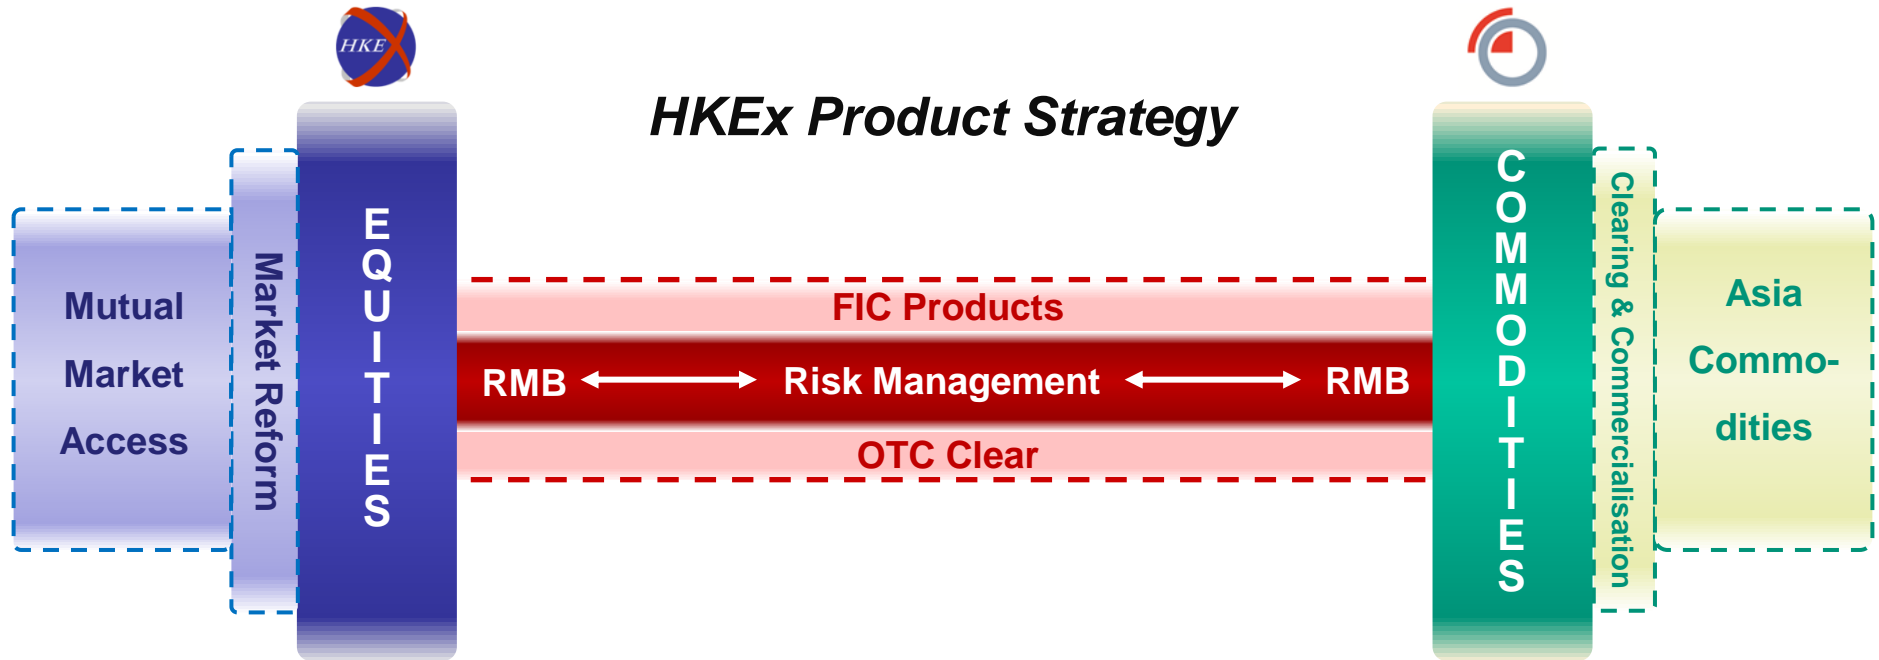 HKEX
HKEx Product Strategy
Mutual
Market
Access
Market Reform
EQUITIES
FIC Products
RMB
Risk Management
RMB
OTC Clear
COMMODITIES
Clearing & Commercialisation
Asia
Commo-
dities